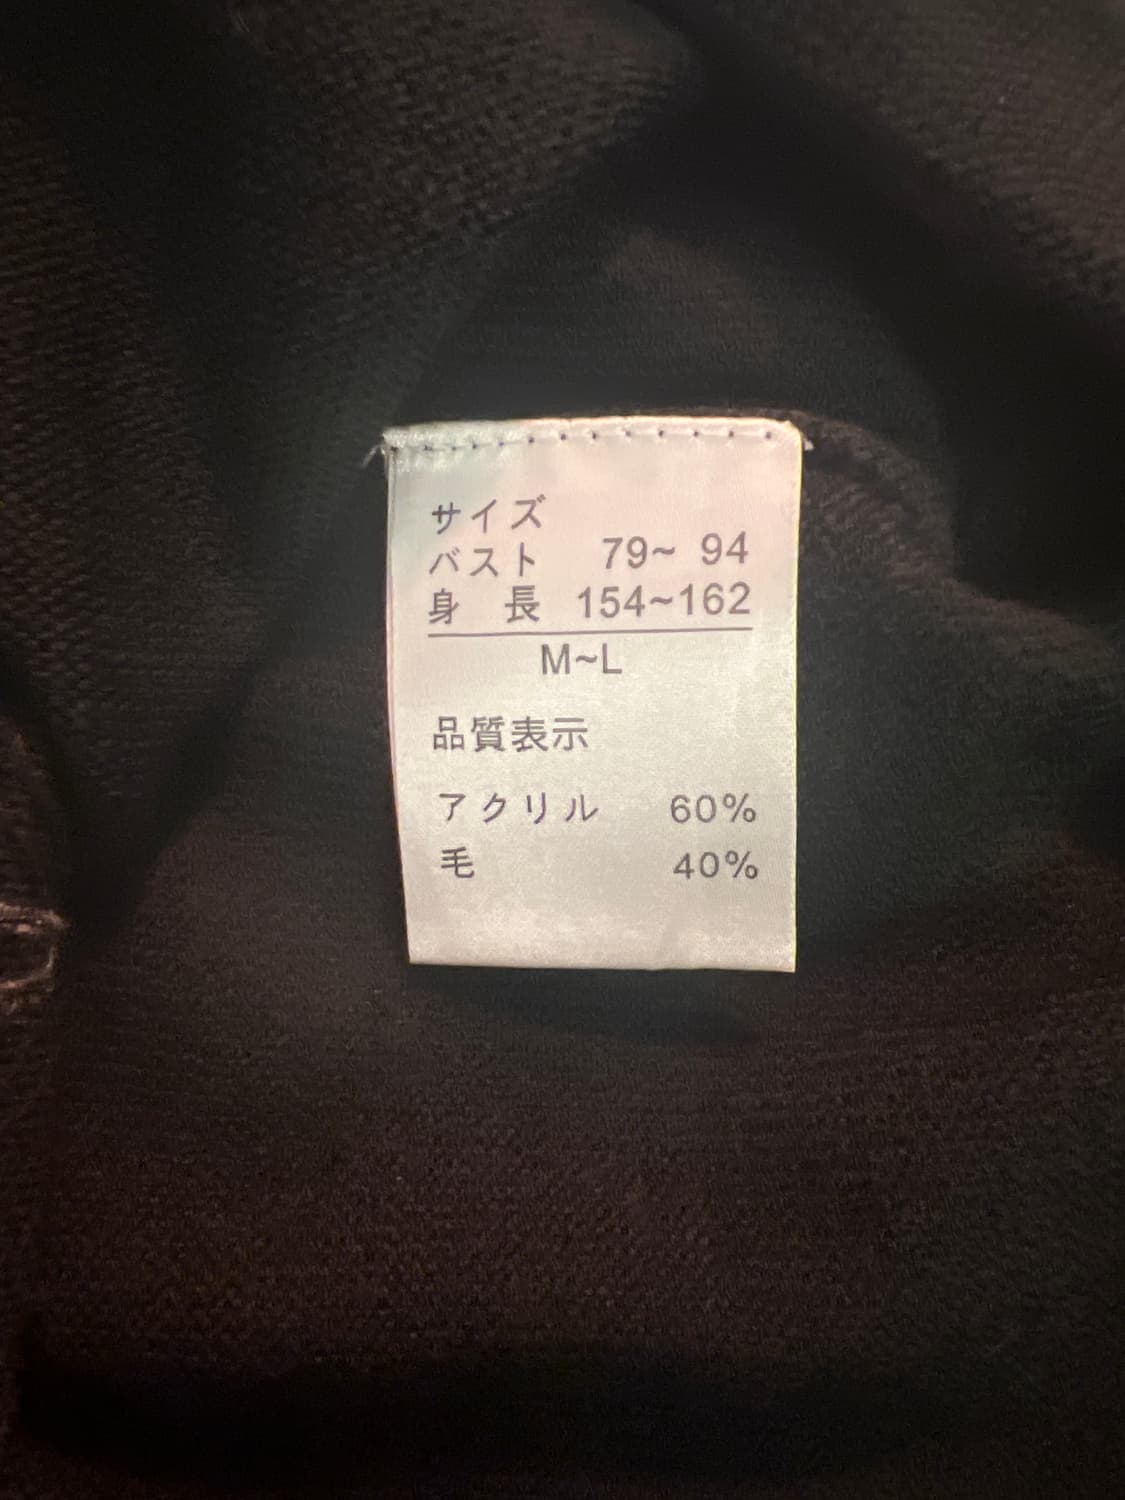 サイズ
バスト 79~ 94
身 長 154~162
M~L
品質表示
アクリル 60%
毛 40%